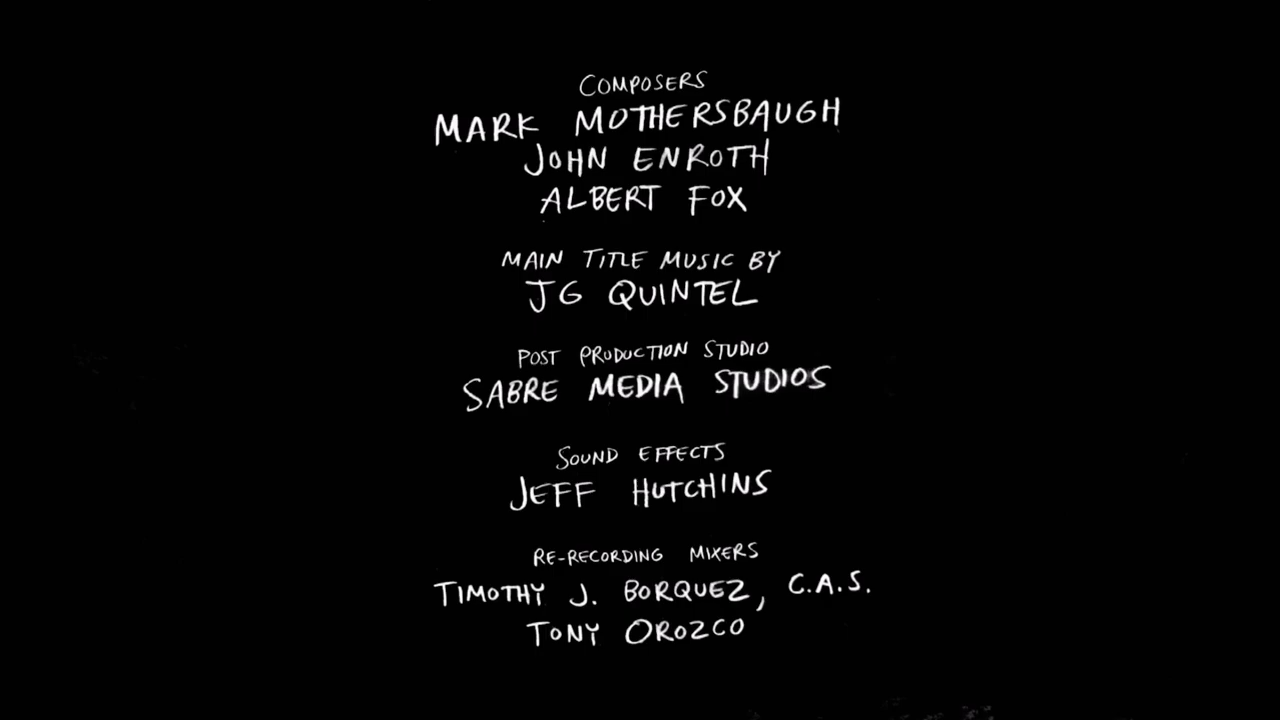 COMPOSERS
MARK MOTHERSBAUGH
JOHN ENROTH
ALBERT FOX
MAIN TITLE MUSIC BY
JG QUINTEL
POST PRODUCTION STUDIO
SABRE MEDIA STUDIOS
SOUND EFFECTS
JEFF HUTCHINS
RE-RECORDING MIXERS
TIMOTHY J. BORQUEZ, C.A.S.
TONY OROZCO